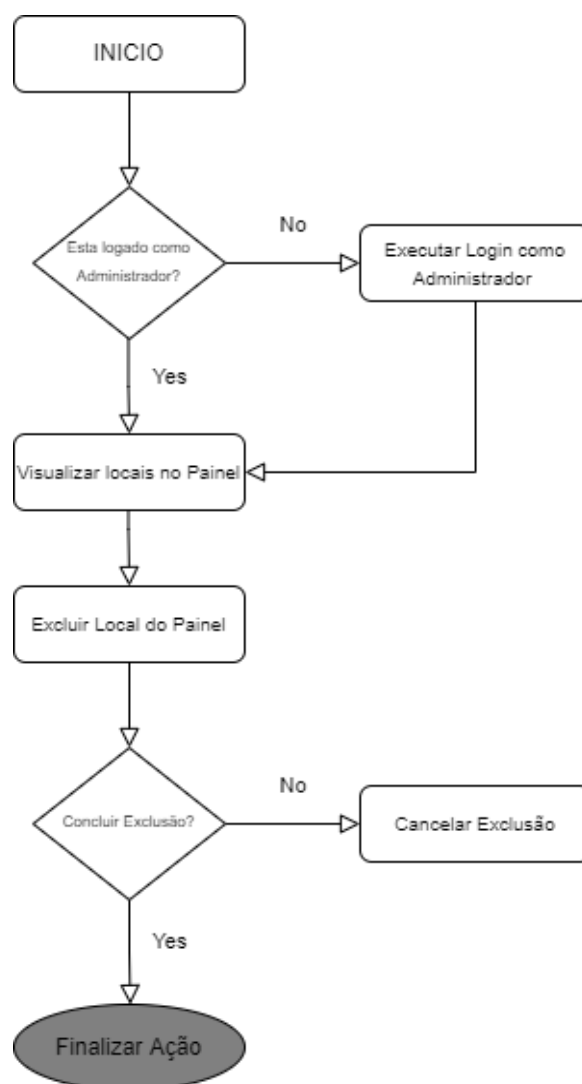 INICIO
Esta logado como
Administrador?
No
Executar Login como
Administrador
Yes
Visualizar locais no Painel
Excluir Local do Painel
Concluir Exclusão?
No
Cancelar Exclusão
Yes
Finalizar Ação